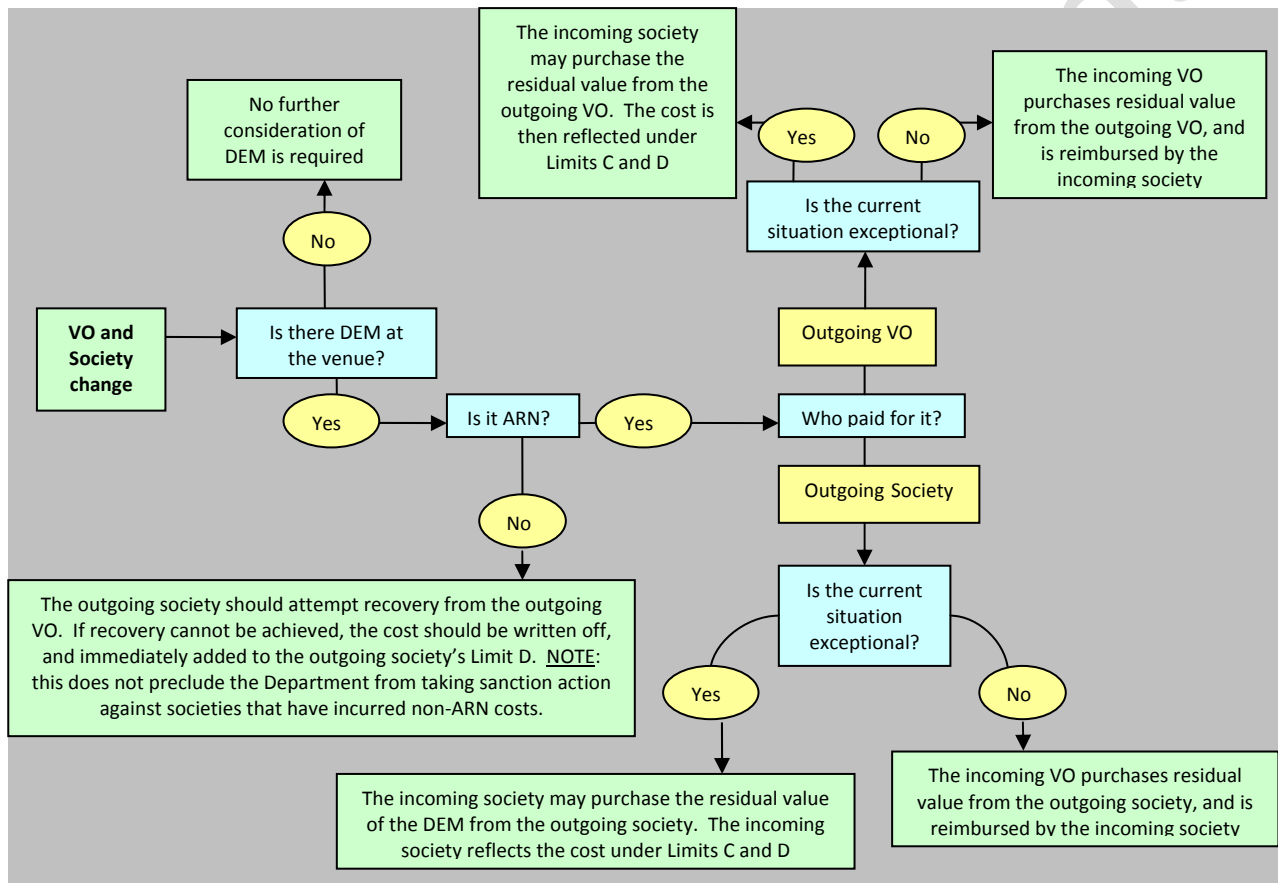 The incoming society
may purchase the
residual value from the
outgoing VO.  The cost is
then reflected under
Limits C and D
The incoming VO
purchases residual value
from the outgoing VO, and
is reimbursed by the
incoming society
No further
consideration of
DEM is required
Yes
No
Is the current
situation exceptional?
No
VO and
Society
change
Is there DEM at
the venue?
Outgoing VO
Yes
Is it ARN?
Yes
Who paid for it?
Outgoing Society
No
Is the current
situation
exceptional?
The outgoing society should attempt recovery from the outgoing
VO.  If recovery cannot be achieved, the cost should be written off,
and immediately added to the outgoing society’s Limit D.  NOTE:
this does not preclude the Department from taking sanction action
against societies that have incurred non-ARN costs.
Yes
No
The incoming society may purchase the residual value
of the DEM from the outgoing society.  The incoming
society reflects the cost under Limits C and D
The incoming VO purchases residual
value from the outgoing society, and is
reimbursed by the incoming society